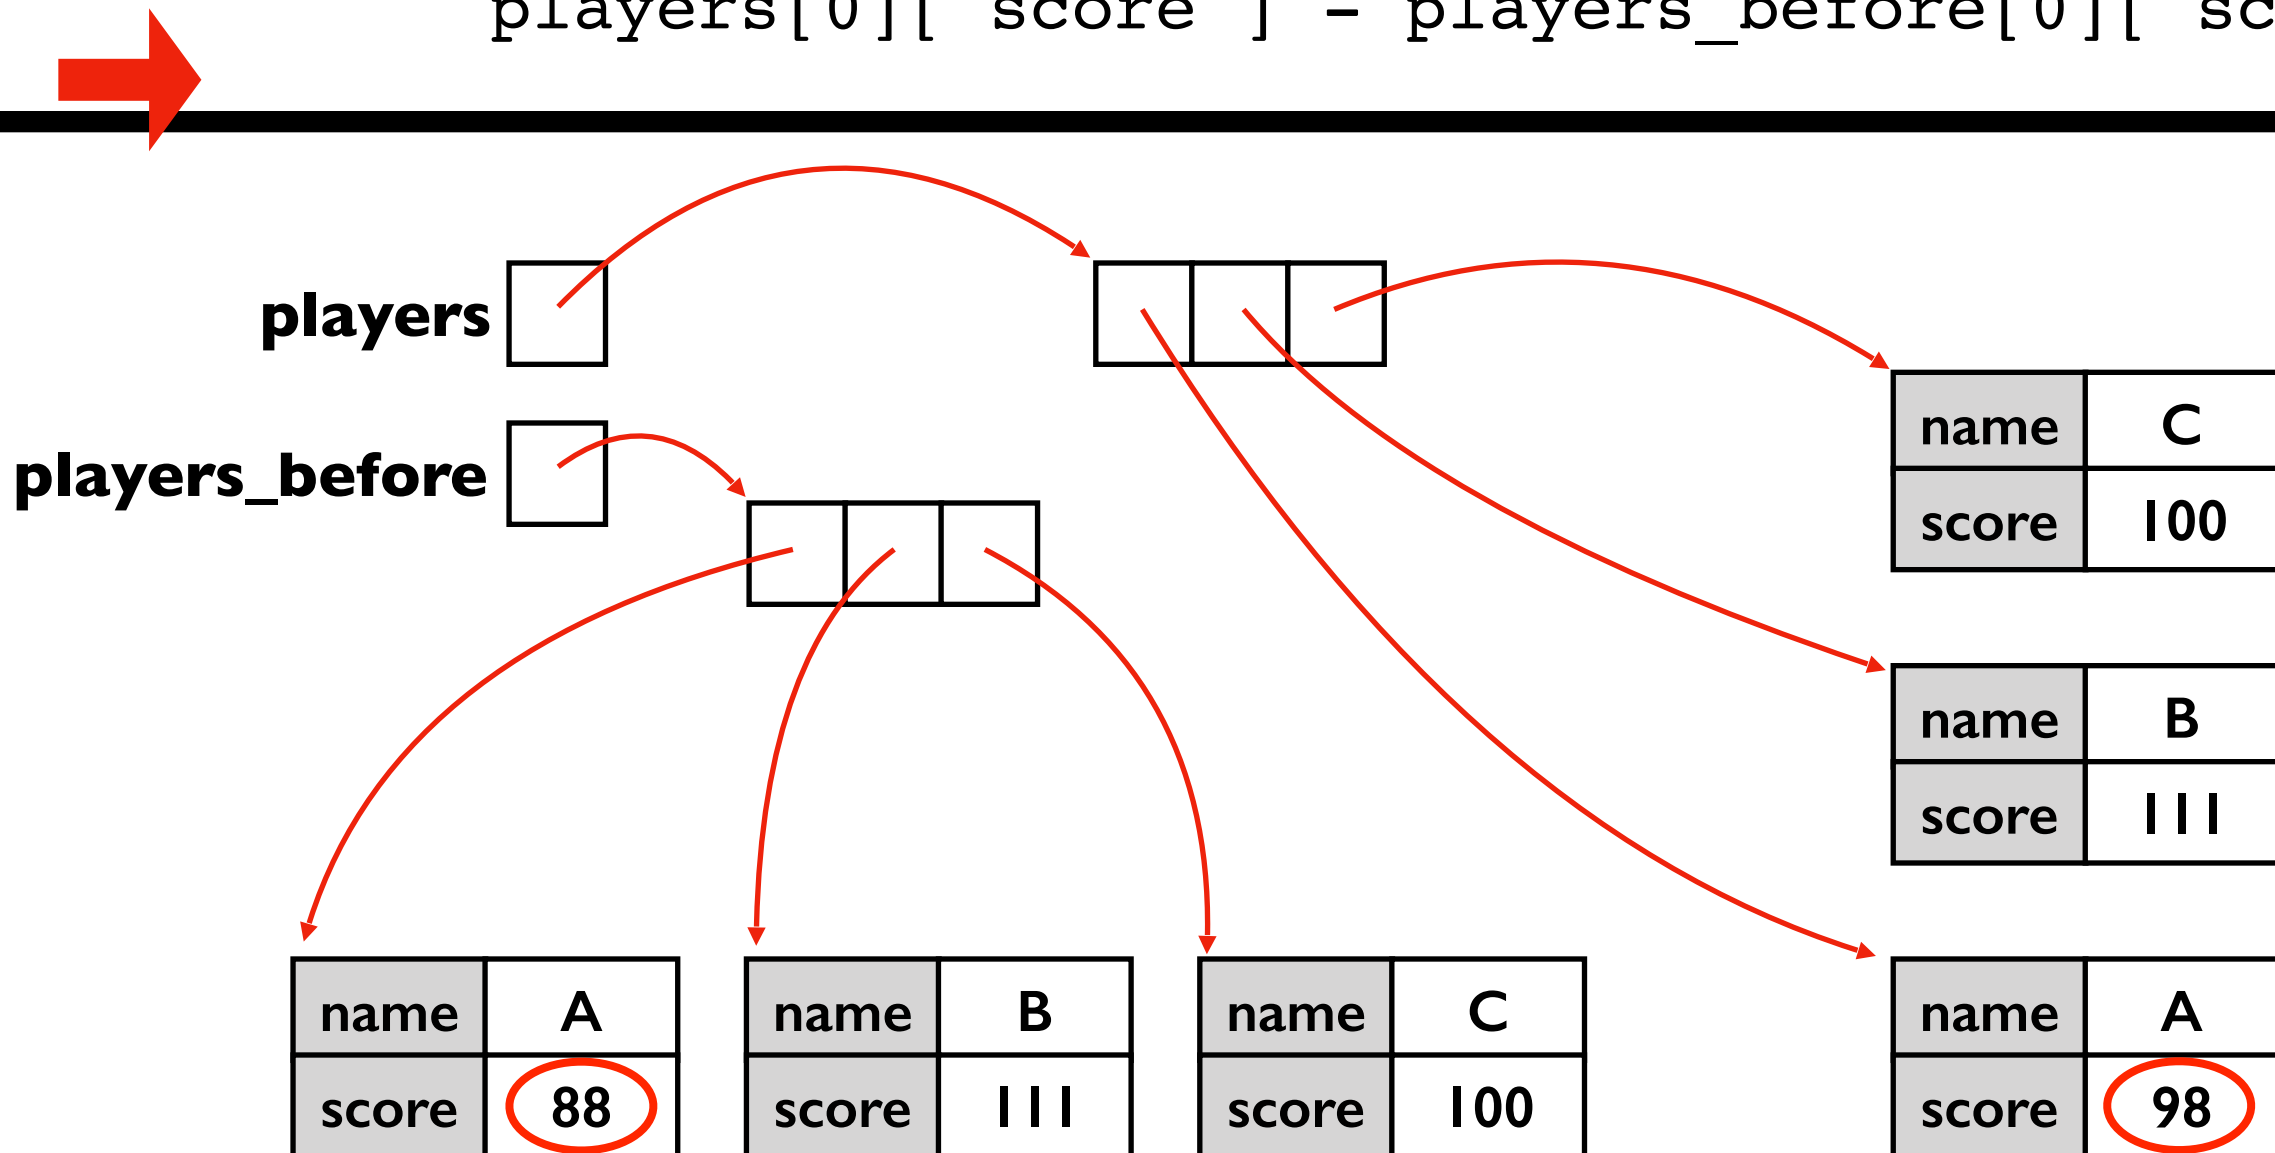 players[0]["score"] - players_before[0]["sc
players
players_before
name C
score 100
name B
score 111
name A name B name C name A
score 88 score 111 score 100 score 98